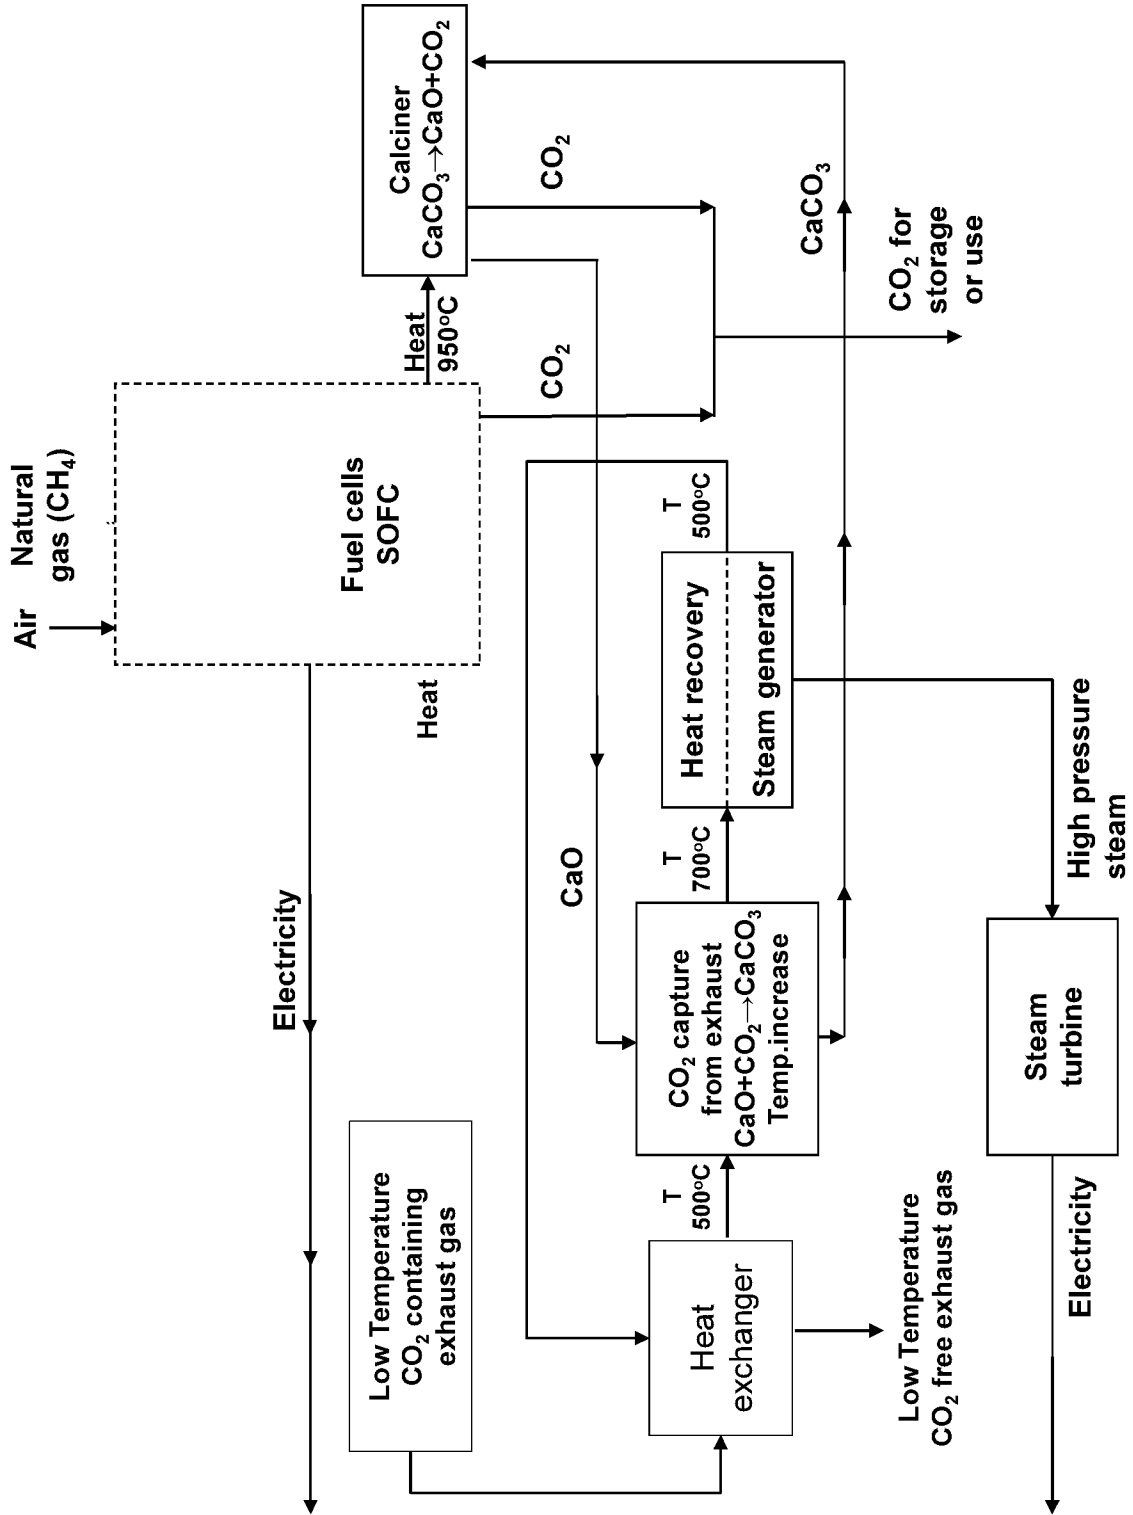 Air
Natural
gas (CH₄)
Fuel cells
SOFC
Heat
950°C
Calciner
CaCO₃→CaO+CO₂
Electricity
Heat
CO₂
CO₂
CaO
Low Temperature
CO₂ containing
exhaust gas
Heat
exchanger
T
500°C
CO₂ capture
from exhaust
CaO+CO₂→CaCO₃
Temp.increase
T
700°C
Heat recovery
Steam generator
T
500°C
CaCO₃
CO₂ for
storage
or use
Low Temperature
CO₂ free exhaust gas
High pressure
steam
Steam
turbine
Electricity